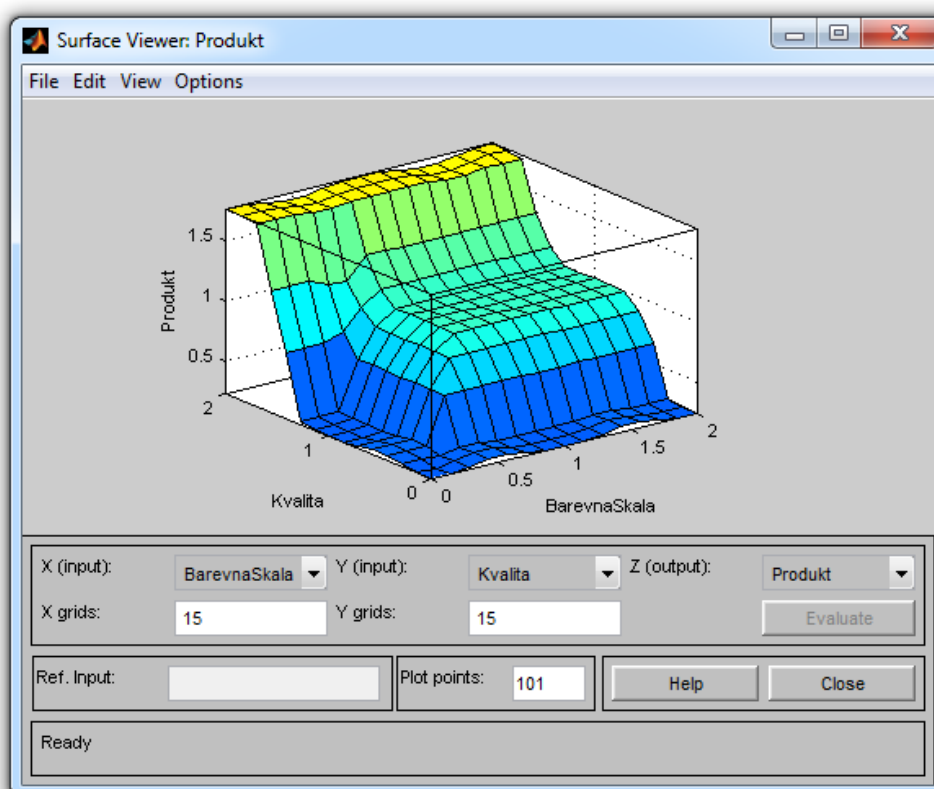 Surface Viewer: Produkt
File Edit View Options
1.5
1
0.5
Produkt
2
1
0
Kvalita
0
0.5
1
1.5
2
BarevnaSkala
X (input): BarevnaSkala Y (input): Kvalita Z (output): Produkt
X grids: 15 Y grids: 15 Evaluate
Ref. Input: Plot points: 101 Help Close
Ready